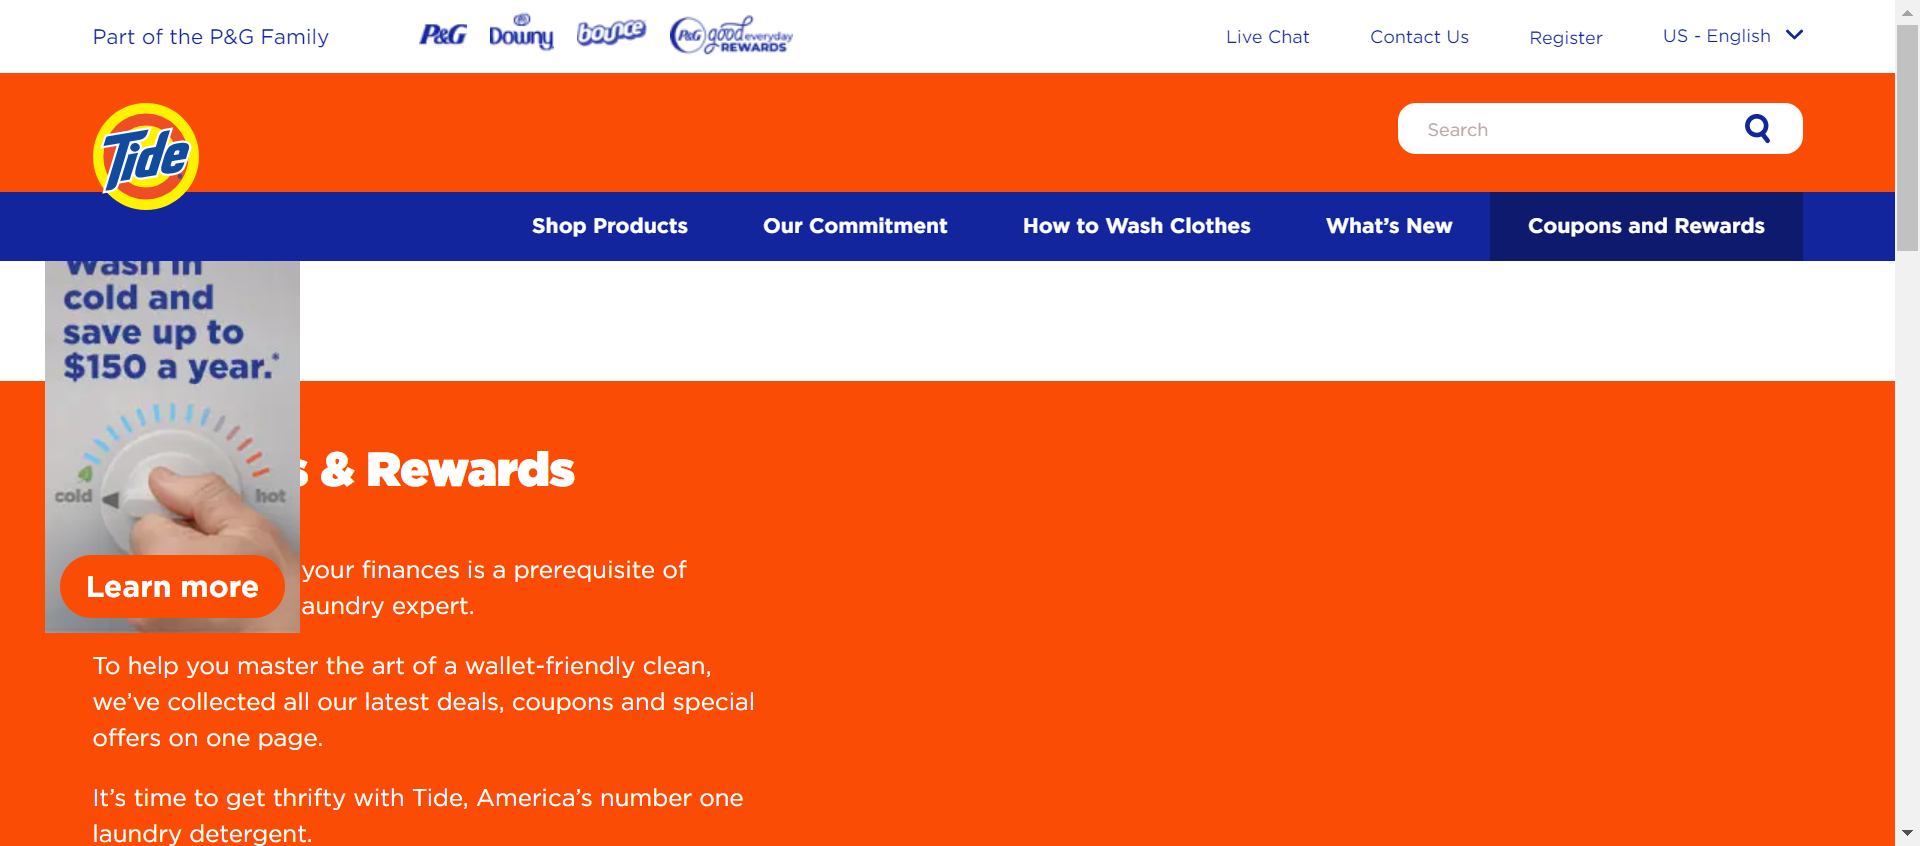 Part of the P&G Family
P&G
Downy
bounce
P&G good everyday REWARDS
Live Chat
Contact Us
Register
US - English
Tide
Search
Shop Products
Our Commitment
How to Wash Clothes
What’s New
Coupons and Rewards
Wash in
cold and
save up to
$150 a year.*
cold
hot
Learn more
s & Rewards
your finances is a prerequisite of
aundry expert.
To help you master the art of a wallet-friendly clean,
we’ve collected all our latest deals, coupons and special
offers on one page.
It’s time to get thrifty with Tide, America’s number one
laundry detergent.